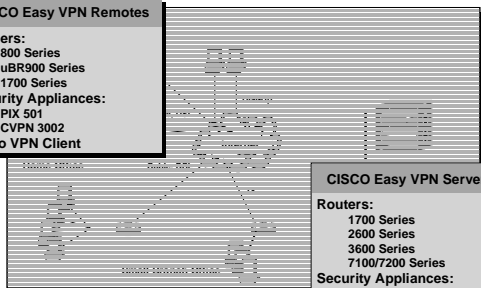 CO Easy VPN Remotes
ers:
800 Series
uBR900 Series
1700 Series
urity Appliances:
PIX 501
CVPN 3002
o VPN Client
CISCO Easy VPN Serve
Routers:
1700 Series
2600 Series
3600 Series
7100/7200 Series
Security Appliances: